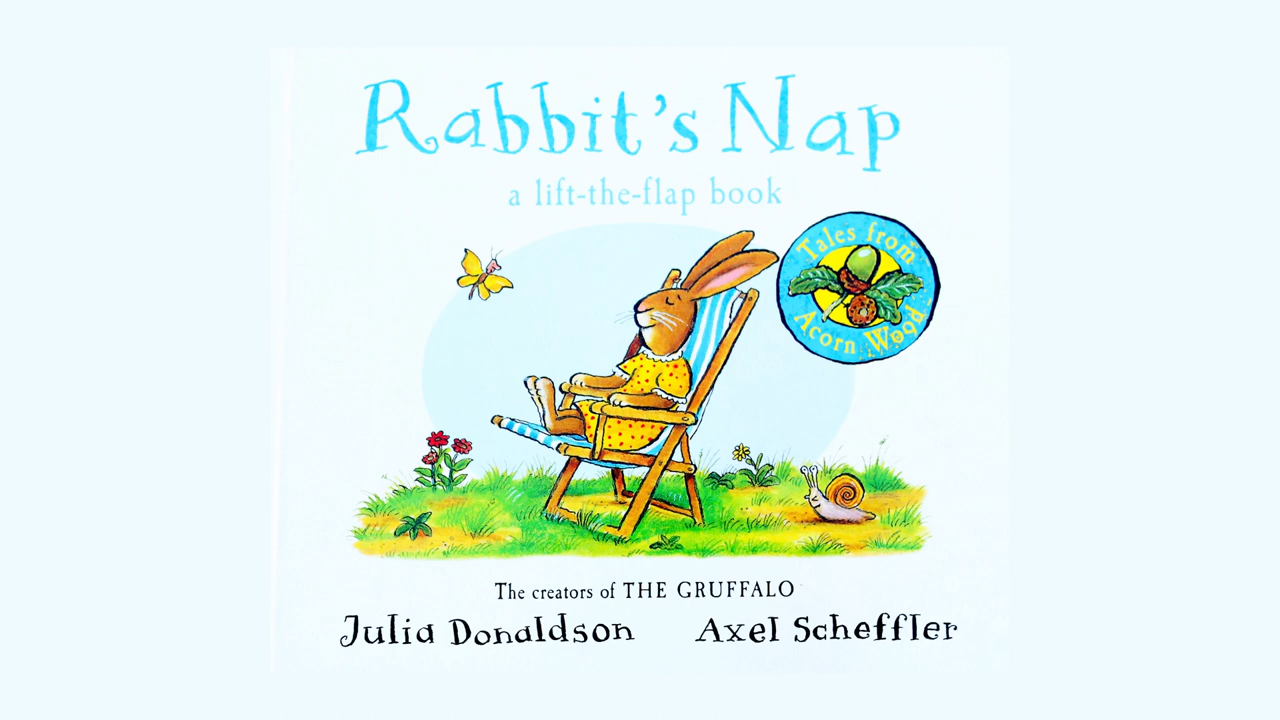 Rabbit's Nap
a lift-the-flap book
Tales from
Acorn Wood
The creators of THE GRUFFALO
Julia Donaldson Axel Scheffler